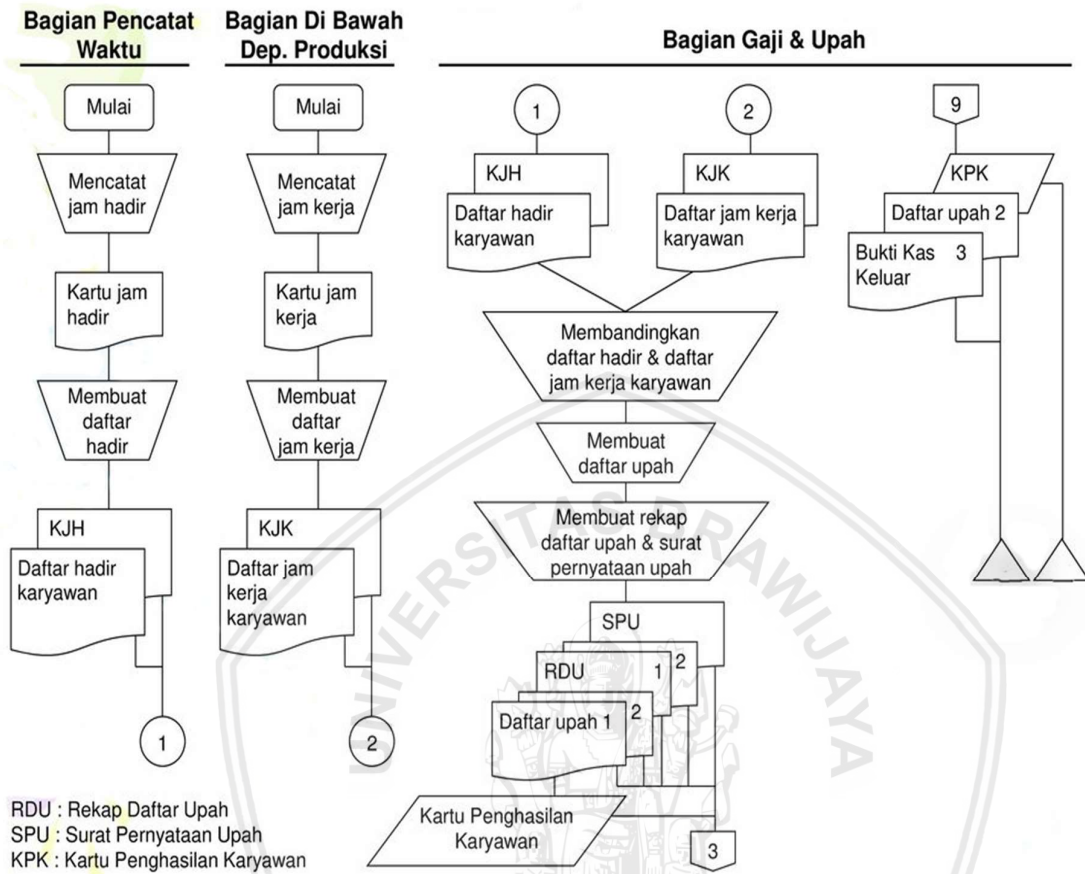 Bagian Pencatat
Waktu
Mulai
Mencatat
jam hadir
Kartu jam
hadir
Membuat
daftar
hadir
KJH
Daftar hadir
karyawan
1
Bagian Di Bawah
Dep. Produksi
Mulai
Mencatat
jam kerja
Kartu jam
kerja
Membuat
daftar
jam kerja
KJK
Daftar jam
kerja
karyawan
2
Bagian Gaji & Upah
1
KJH
Daftar hadir
karyawan
2
KJK
Daftar jam kerja
karyawan
Membandingkan
daftar hadir & daftar
jam kerja karyawan
Membuat
daftar upah
Membuat rekap
daftar upah & surat
pernyataan upah
SPU
2
RDU 1
2
Daftar upah 1
Kartu Penghasilan
Karyawan
3
9
KPK
Daftar upah 2
Bukti Kas 3
Keluar
RDU : Rekap Daftar Upah
SPU : Surat Pernyataan Upah
KPK : Kartu Penghasilan Karyawan
UNIVERSITAS BRAWIJAYA